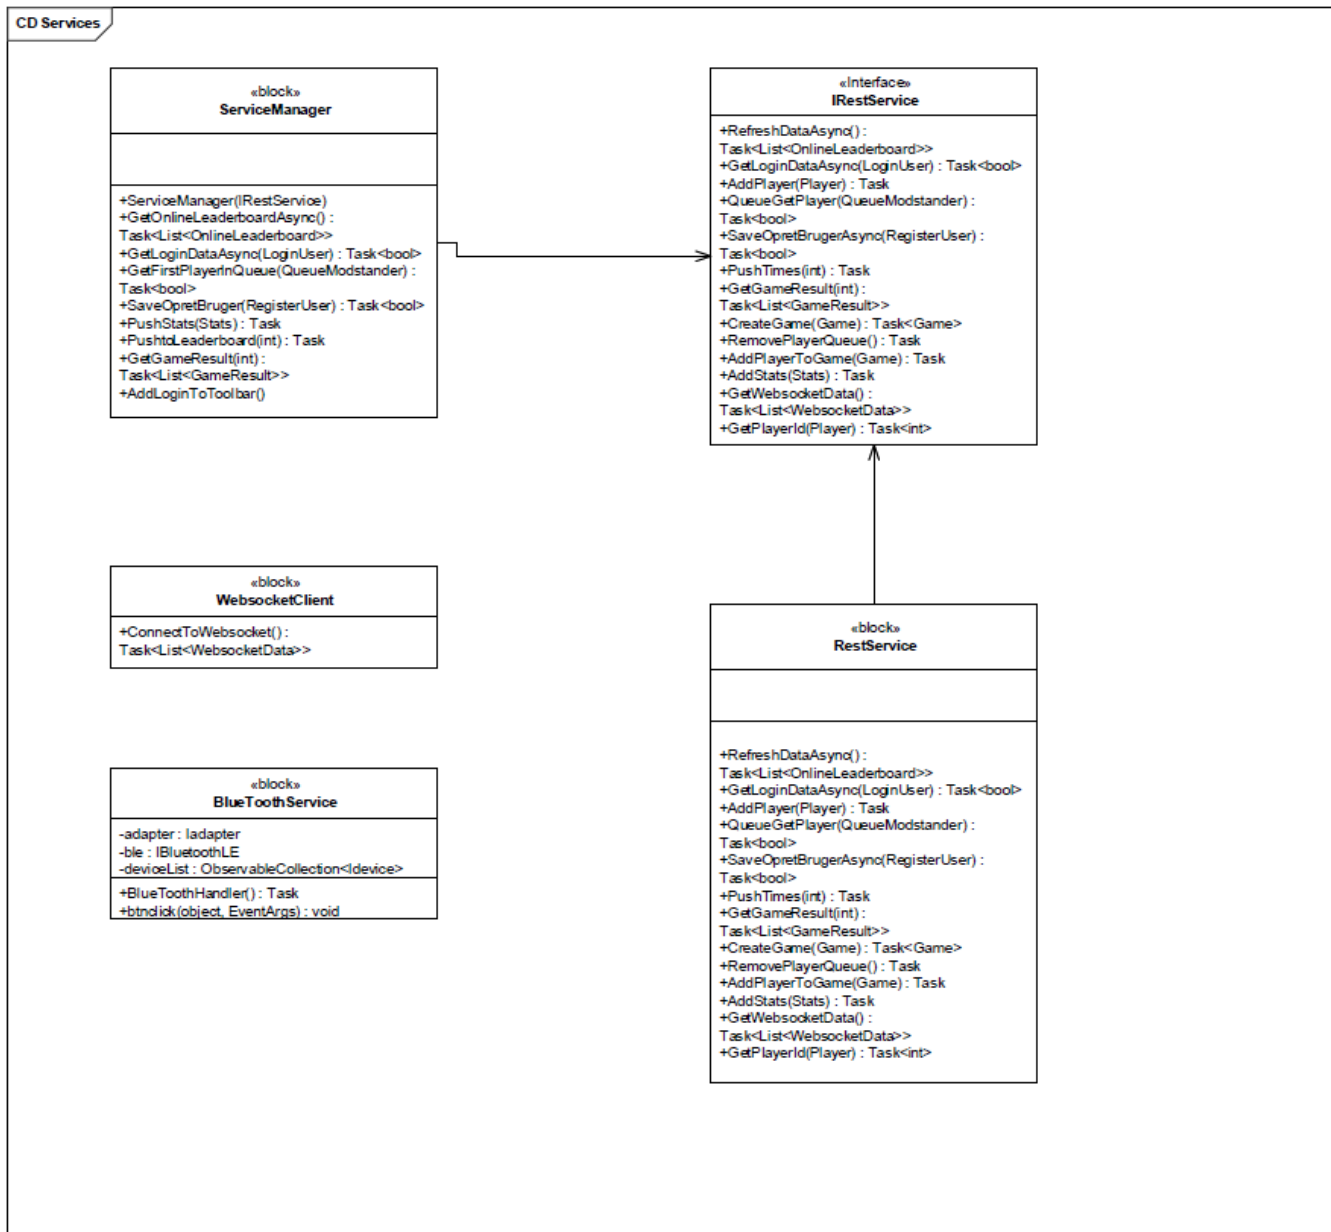 CD Services
«block»
ServiceManager
+ServiceManager(IRestService)
+GetOnlineLeaderboardAsync() :
Task<List<OnlineLeaderboard>>
+GetLoginDataAsync(LoginUser) : Task<bool>
+GetFirstPlayerInQueue(QueueModstander) :
Task<bool>
+SaveOpretBruger(RegisterUser) : Task<bool>
+PushStats(Stats) : Task
+PushtoLeaderboard(int) : Task
+GetGameResult(int) :
Task<List<GameResult>>
+AddLoginToToolbar()
«Interface»
IRestService
+RefreshDataAsync() :
Task<List<OnlineLeaderboard>>
+GetLoginDataAsync(LoginUser) : Task<bool>
+AddPlayer(Player) : Task
+QueueGetPlayer(QueueModstander) :
Task<bool>
+SaveOpretBrugerAsync(RegisterUser) :
Task<bool>
+PushTimes(int) : Task
+GetGameResult(int) :
Task<List<GameResult>>
+CreateGame(Game) : Task<Game>
+RemovePlayerQueue() : Task
+AddPlayerToGame(Game) : Task
+AddStats(Stats) : Task
+GetWebsocketData() :
Task<List<WebsocketData>>
+GetPlayerId(Player) : Task<int>
«block»
WebsocketClient
+ConnectToWebsocket() :
Task<List<WebsocketData>>
«block»
BlueToothService
-adapter : Iadapter
-ble : IBluetoothLE
-deviceList : ObservableCollection<Idevice>
+BlueToothHandler() : Task
+btnclick(object, EventArgs) : void
«block»
RestService
+RefreshDataAsync() :
Task<List<OnlineLeaderboard>>
+GetLoginDataAsync(LoginUser) : Task<bool>
+AddPlayer(Player) : Task
+QueueGetPlayer(QueueModstander) :
Task<bool>
+SaveOpretBrugerAsync(RegisterUser) :
Task<bool>
+PushTimes(int) : Task
+GetGameResult(int) :
Task<List<GameResult>>
+CreateGame(Game) : Task<Game>
+RemovePlayerQueue() : Task
+AddPlayerToGame(Game) : Task
+AddStats(Stats) : Task
+GetWebsocketData() :
Task<List<WebsocketData>>
+GetPlayerId(Player) : Task<int>